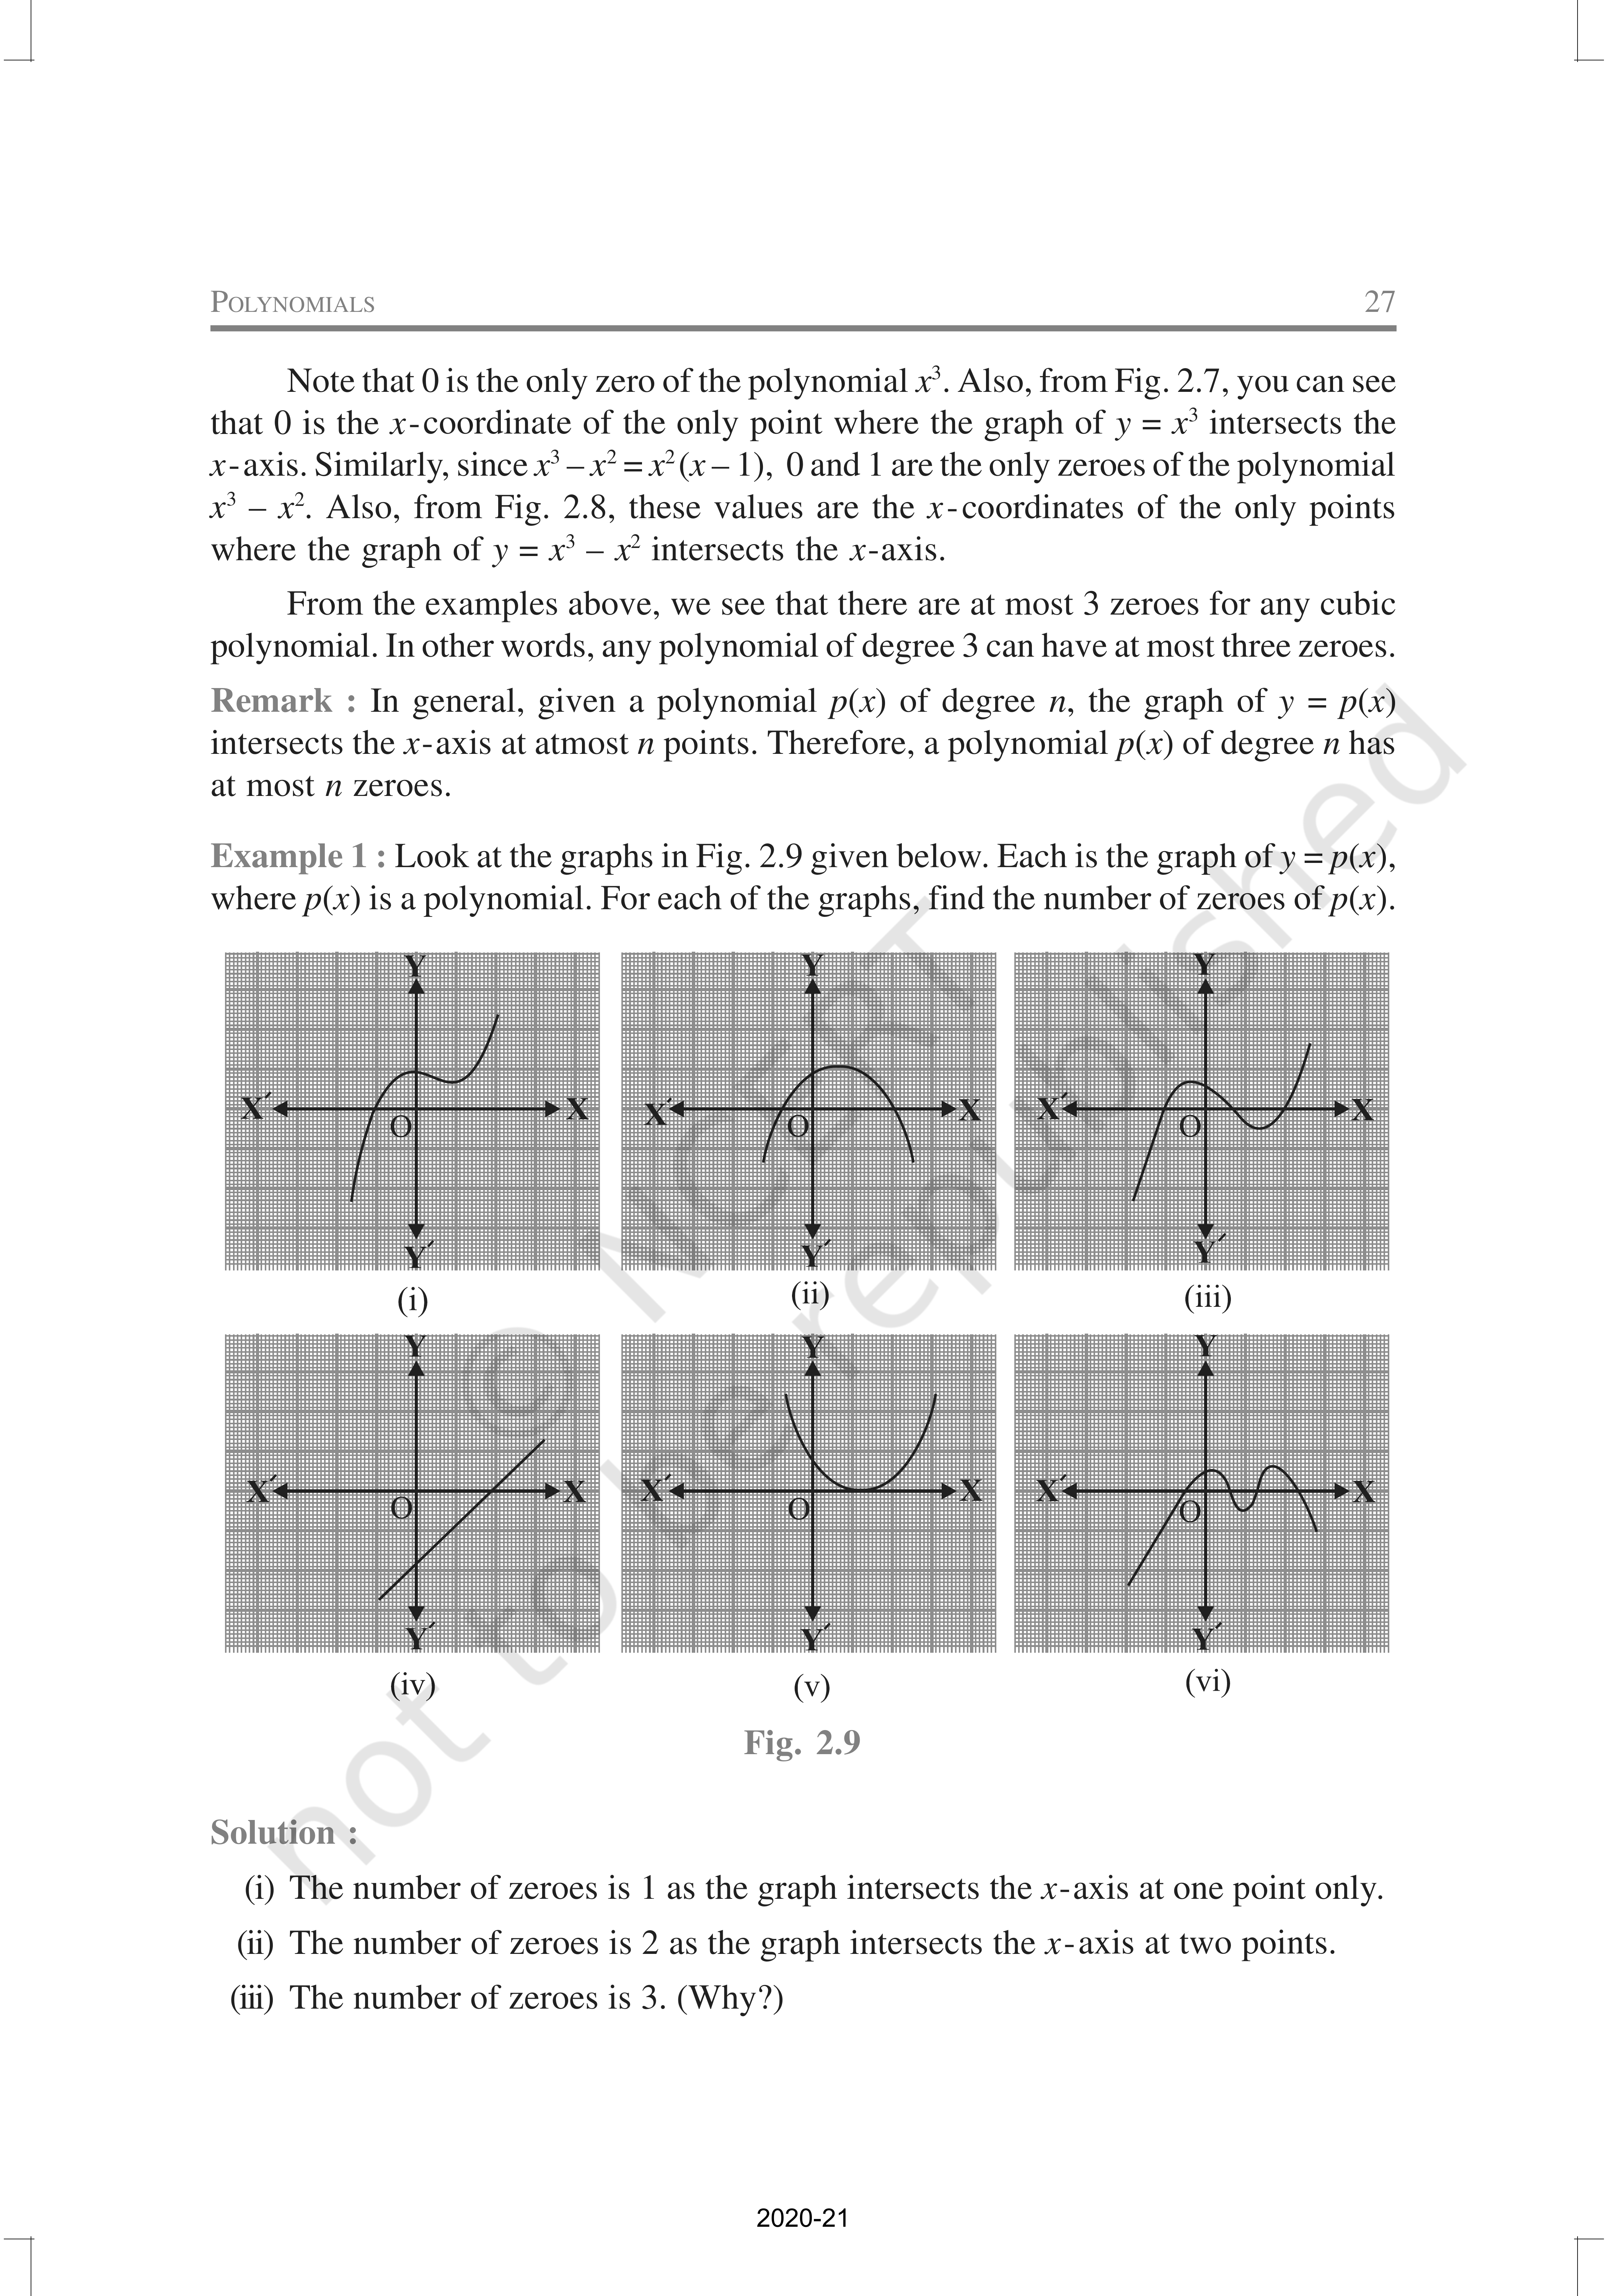 POLYNOMIALS 27
Note that 0 is the only zero of the polynomial x³. Also, from Fig. 2.7, you can see
that 0 is the x-coordinate of the only point where the graph of y = x³ intersects the
x-axis. Similarly, since x³ – x² = x²(x – 1), 0 and 1 are the only zeroes of the polynomial
x³ – x². Also, from Fig. 2.8, these values are the x-coordinates of the only points
where the graph of y = x³ – x² intersects the x-axis.
From the examples above, we see that there are at most 3 zeroes for any cubic
polynomial. In other words, any polynomial of degree 3 can have at most three zeroes.
Remark : In general, given a polynomial p(x) of degree n, the graph of y = p(x)
intersects the x-axis at atmost n points. Therefore, a polynomial p(x) of degree n has
at most n zeroes.
Example 1 : Look at the graphs in Fig. 2.9 given below. Each is the graph of y = p(x),
where p(x) is a polynomial. For each of the graphs, find the number of zeroes of p(x).
Y Y Y
X′ O X X′ O X X′ O X
Y′ Y′ Y′
(i) (ii) (iii)
Y Y Y
X′ O X X′ O X X′ O X
Y′ Y′ Y′
(iv) (v) (vi)
Fig. 2.9
Solution :
(i) The number of zeroes is 1 as the graph intersects the x-axis at one point only.
(ii) The number of zeroes is 2 as the graph intersects the x-axis at two points.
(iii) The number of zeroes is 3. (Why?)
2020-21
© NCERT
not to be republished